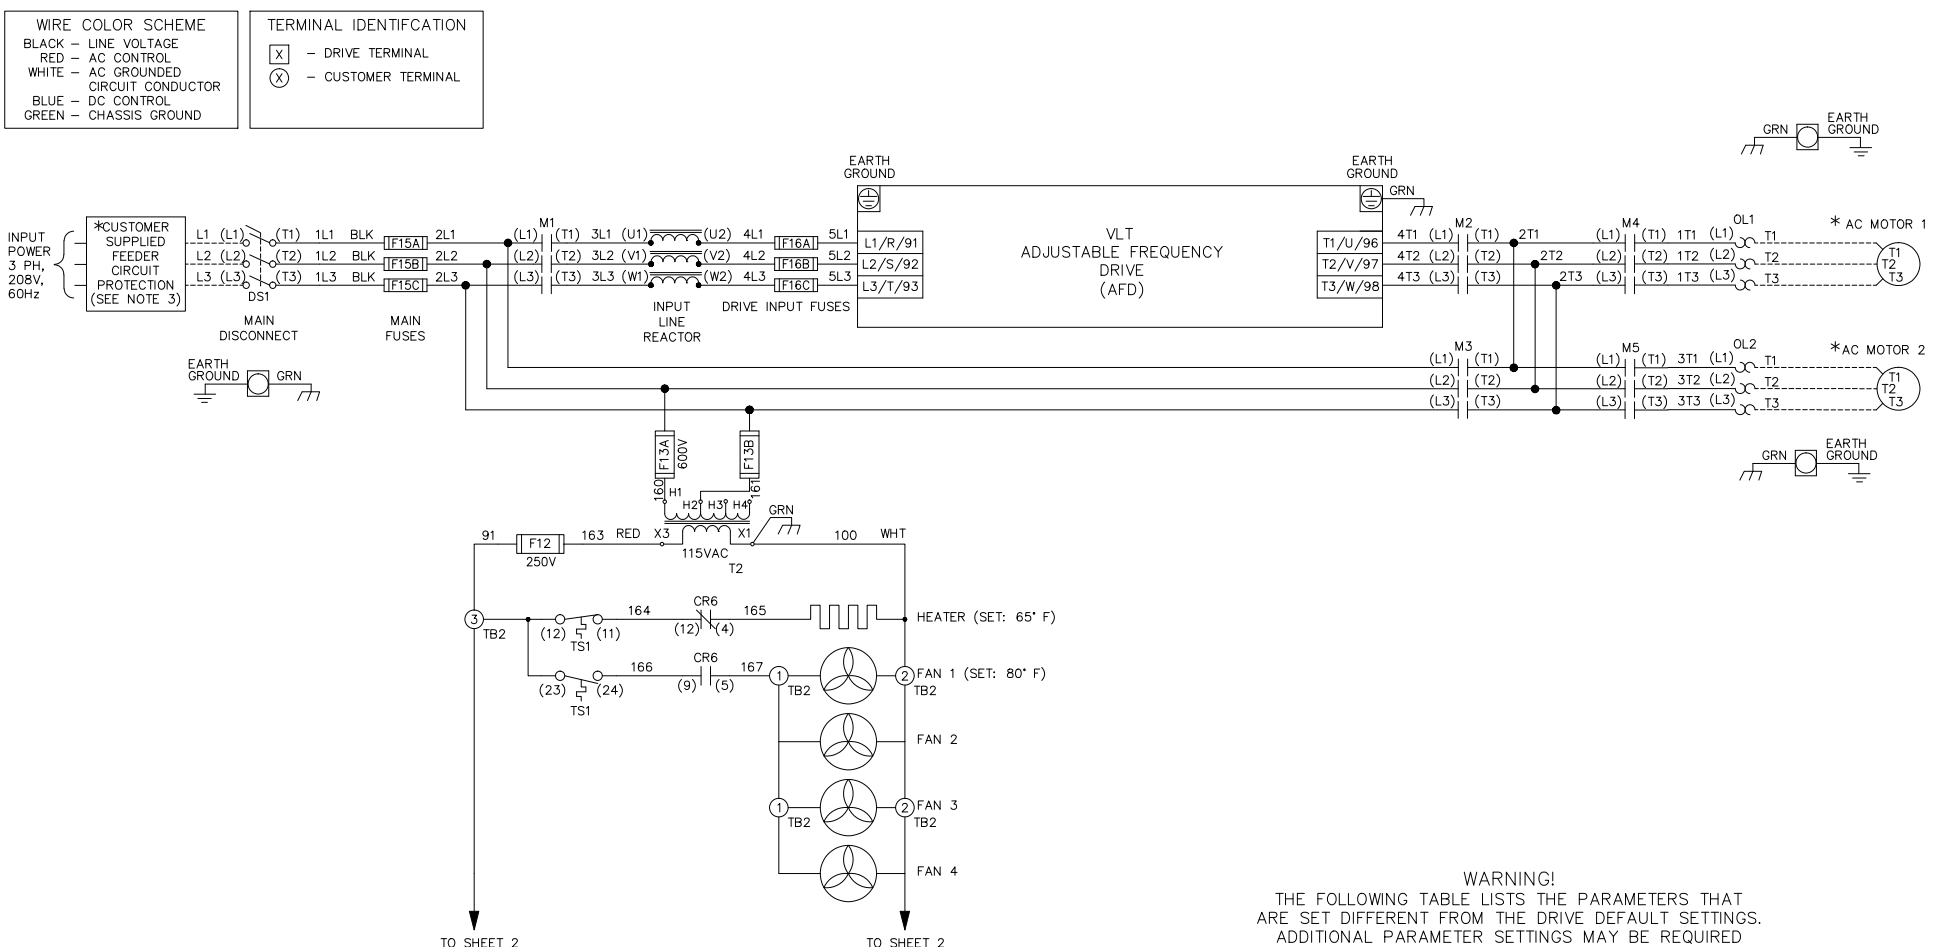 WIRE COLOR SCHEME
BLACK – LINE VOLTAGE
RED – AC CONTROL
WHITE – AC GROUNDED
CIRCUIT CONDUCTOR
BLUE – DC CONTROL
GREEN – CHASSIS GROUND
TERMINAL IDENTIFCATION
X – DRIVE TERMINAL
X – CUSTOMER TERMINAL
GRN
EARTH
GROUND
INPUT
POWER
3 PH,
208V,
60Hz
*CUSTOMER
SUPPLIED
FEEDER
CIRCUIT
PROTECTION
(SEE NOTE 3)
L1 (L1) (T1) 1L1 BLK F15A 2L1
L2 (L2) (T2) 1L2 BLK F15B 2L2
L3 (L3) (T3) 1L3 BLK F15C 2L3
DS1
MAIN
DISCONNECT
MAIN
FUSES
M1
(L1) (T1) 3L1 (U1) (U2) 4L1 F16A 5L1
(L2) (T2) 3L2 (V1) (V2) 4L2 F16B 5L2
(L3) (T3) 3L3 (W1) (W2) 4L3 F16C 5L3
INPUT
LINE
REACTOR
DRIVE INPUT FUSES
EARTH
GROUND
L1/R/91
L2/S/92
L3/T/93
VLT
ADJUSTABLE FREQUENCY
DRIVE
(AFD)
EARTH
GROUND
GRN
T1/U/96
T2/V/97
T3/W/98
M2
4T1 (L1) (T1) 2T1
4T2 (L2) (T2) 2T2
4T3 (L3) (T3) 2T3
M4
OL1
(L1) (T1) 1T1 (L1) T1
(L2) (T2) 1T2 (L2) T2
(L3) (T3) 1T3 (L3) T3
* AC MOTOR 1
T1
T2
T3
EARTH
GROUND
GRN
M3
(L1) (T1)
(L2) (T2)
(L3) (T3)
M5
OL2
(L1) (T1) 3T1 (L1) T1
(L2) (T2) 3T2 (L2) T2
(L3) (T3) 3T3 (L3) T3
*AC MOTOR 2
T1
T2
T3
GRN
EARTH
GROUND
F13A
600V
F13B
160
161
H1
H2
H3
H4
GRN
91
F12
250V
163
RED
X3
X1
115VAC
T2
100
WHT
3
TB2
(12) (11)
TS1
164
CR6
(12) (4)
165
HEATER (SET: 65° F)
(23) (24)
TS1
166
CR6
(9) (5)
167
1
TB2
2
TB2
FAN 1 (SET: 80° F)
FAN 2
1
TB2
2
TB2
FAN 3
FAN 4
TO SHEET 2
TO SHEET 2
WARNING!
THE FOLLOWING TABLE LISTS THE PARAMETERS THAT
ARE SET DIFFERENT FROM THE DRIVE DEFAULT SETTINGS.
ADDITIONAL PARAMETER SETTINGS MAY BE REQUIRED